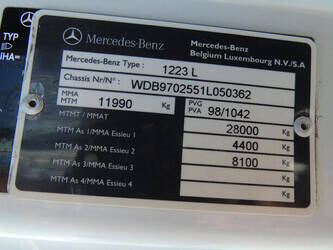 TYP
HA=
Mercedes-Benz
Mercedes-Benz
Belgium Luxembourg N.V./S.A
Mercedes-Benz Type : 1223 L
Chassis Nr/N° : WDB9702551L050362
MMA
MTM 11990 Kg
PVG
PVA 98/1042
MTMT / MMAT 28000 Kg
MTM As 1/MMA Essieu 1 4400 Kg
MTM As 2/MMA Essieu 2 8100 Kg
MTM As 3/MMA Essieu 3 Kg
MTM As 4/MMA Essieu 4 Kg